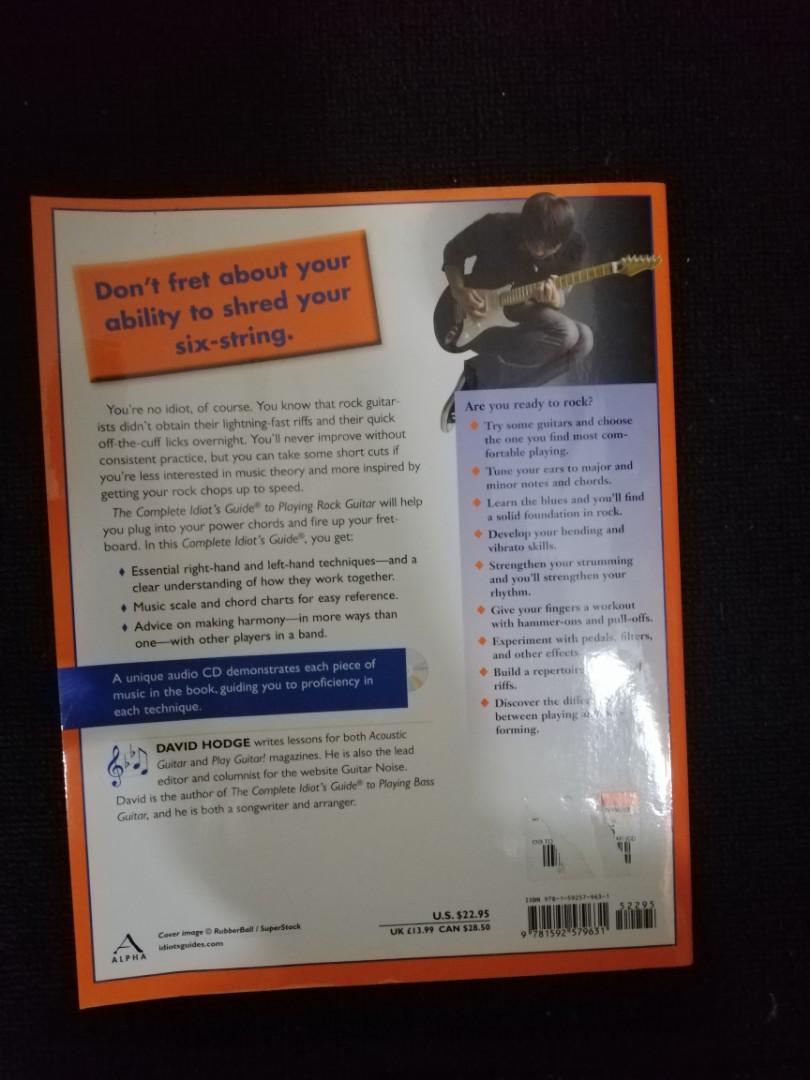 Don't fret about your
ability to shred your
six-string.
You're no idiot, of course. You know that rock guitar-
ists didn't obtain their lightning-fast riffs and their quick
off-the-cuff licks overnight. You'll never improve without
consistent practice, but you can take some short cuts if
you're less interested in music theory and more inspired by
getting your rock chops up to speed.
The Complete Idiot's Guide® to Playing Rock Guitar will help
you plug into your power chords and fire up your fret-
board. In this Complete Idiot's Guide®, you get:
♦ Essential right-hand and left-hand techniques—and a
clear understanding of how they work together.
♦ Music scale and chord charts for easy reference.
♦ Advice on making harmony—in more ways than
one—with other players in a band.
A unique audio CD demonstrates each piece of
music in the book, guiding you to proficiency in
each technique.
DAVID HODGE writes lessons for both Acoustic
Guitar and Play Guitar! magazines. He is also the lead
editor and columnist for the website Guitar Noise.
David is the author of The Complete Idiot's Guide® to Playing Bass
Guitar, and he is both a songwriter and arranger.
Are you ready to rock?
♦ Try some guitars and choose
the one you find most com-
fortable playing.
♦ Tune your ears to major and
minor notes and chords.
♦ Learn the blues and you'll find
a solid foundation in rock.
♦ Develop your bending and
vibrato skills.
♦ Strengthen your strumming
and you'll strengthen your
rhythm.
♦ Give your fingers a workout
with hammer-ons and pull-offs.
♦ Experiment with pedals, filters,
and other effects.
♦ Build a
riffs.
♦ Discover the
between playing
forming.
ALPHA
Cover image © RubberBall / SuperStock
idiotsguides.com
U.S. $22.95
UK £13.99 CAN $28.50
ISBN 978-1-59257-963-1
52295
9 781592 579631